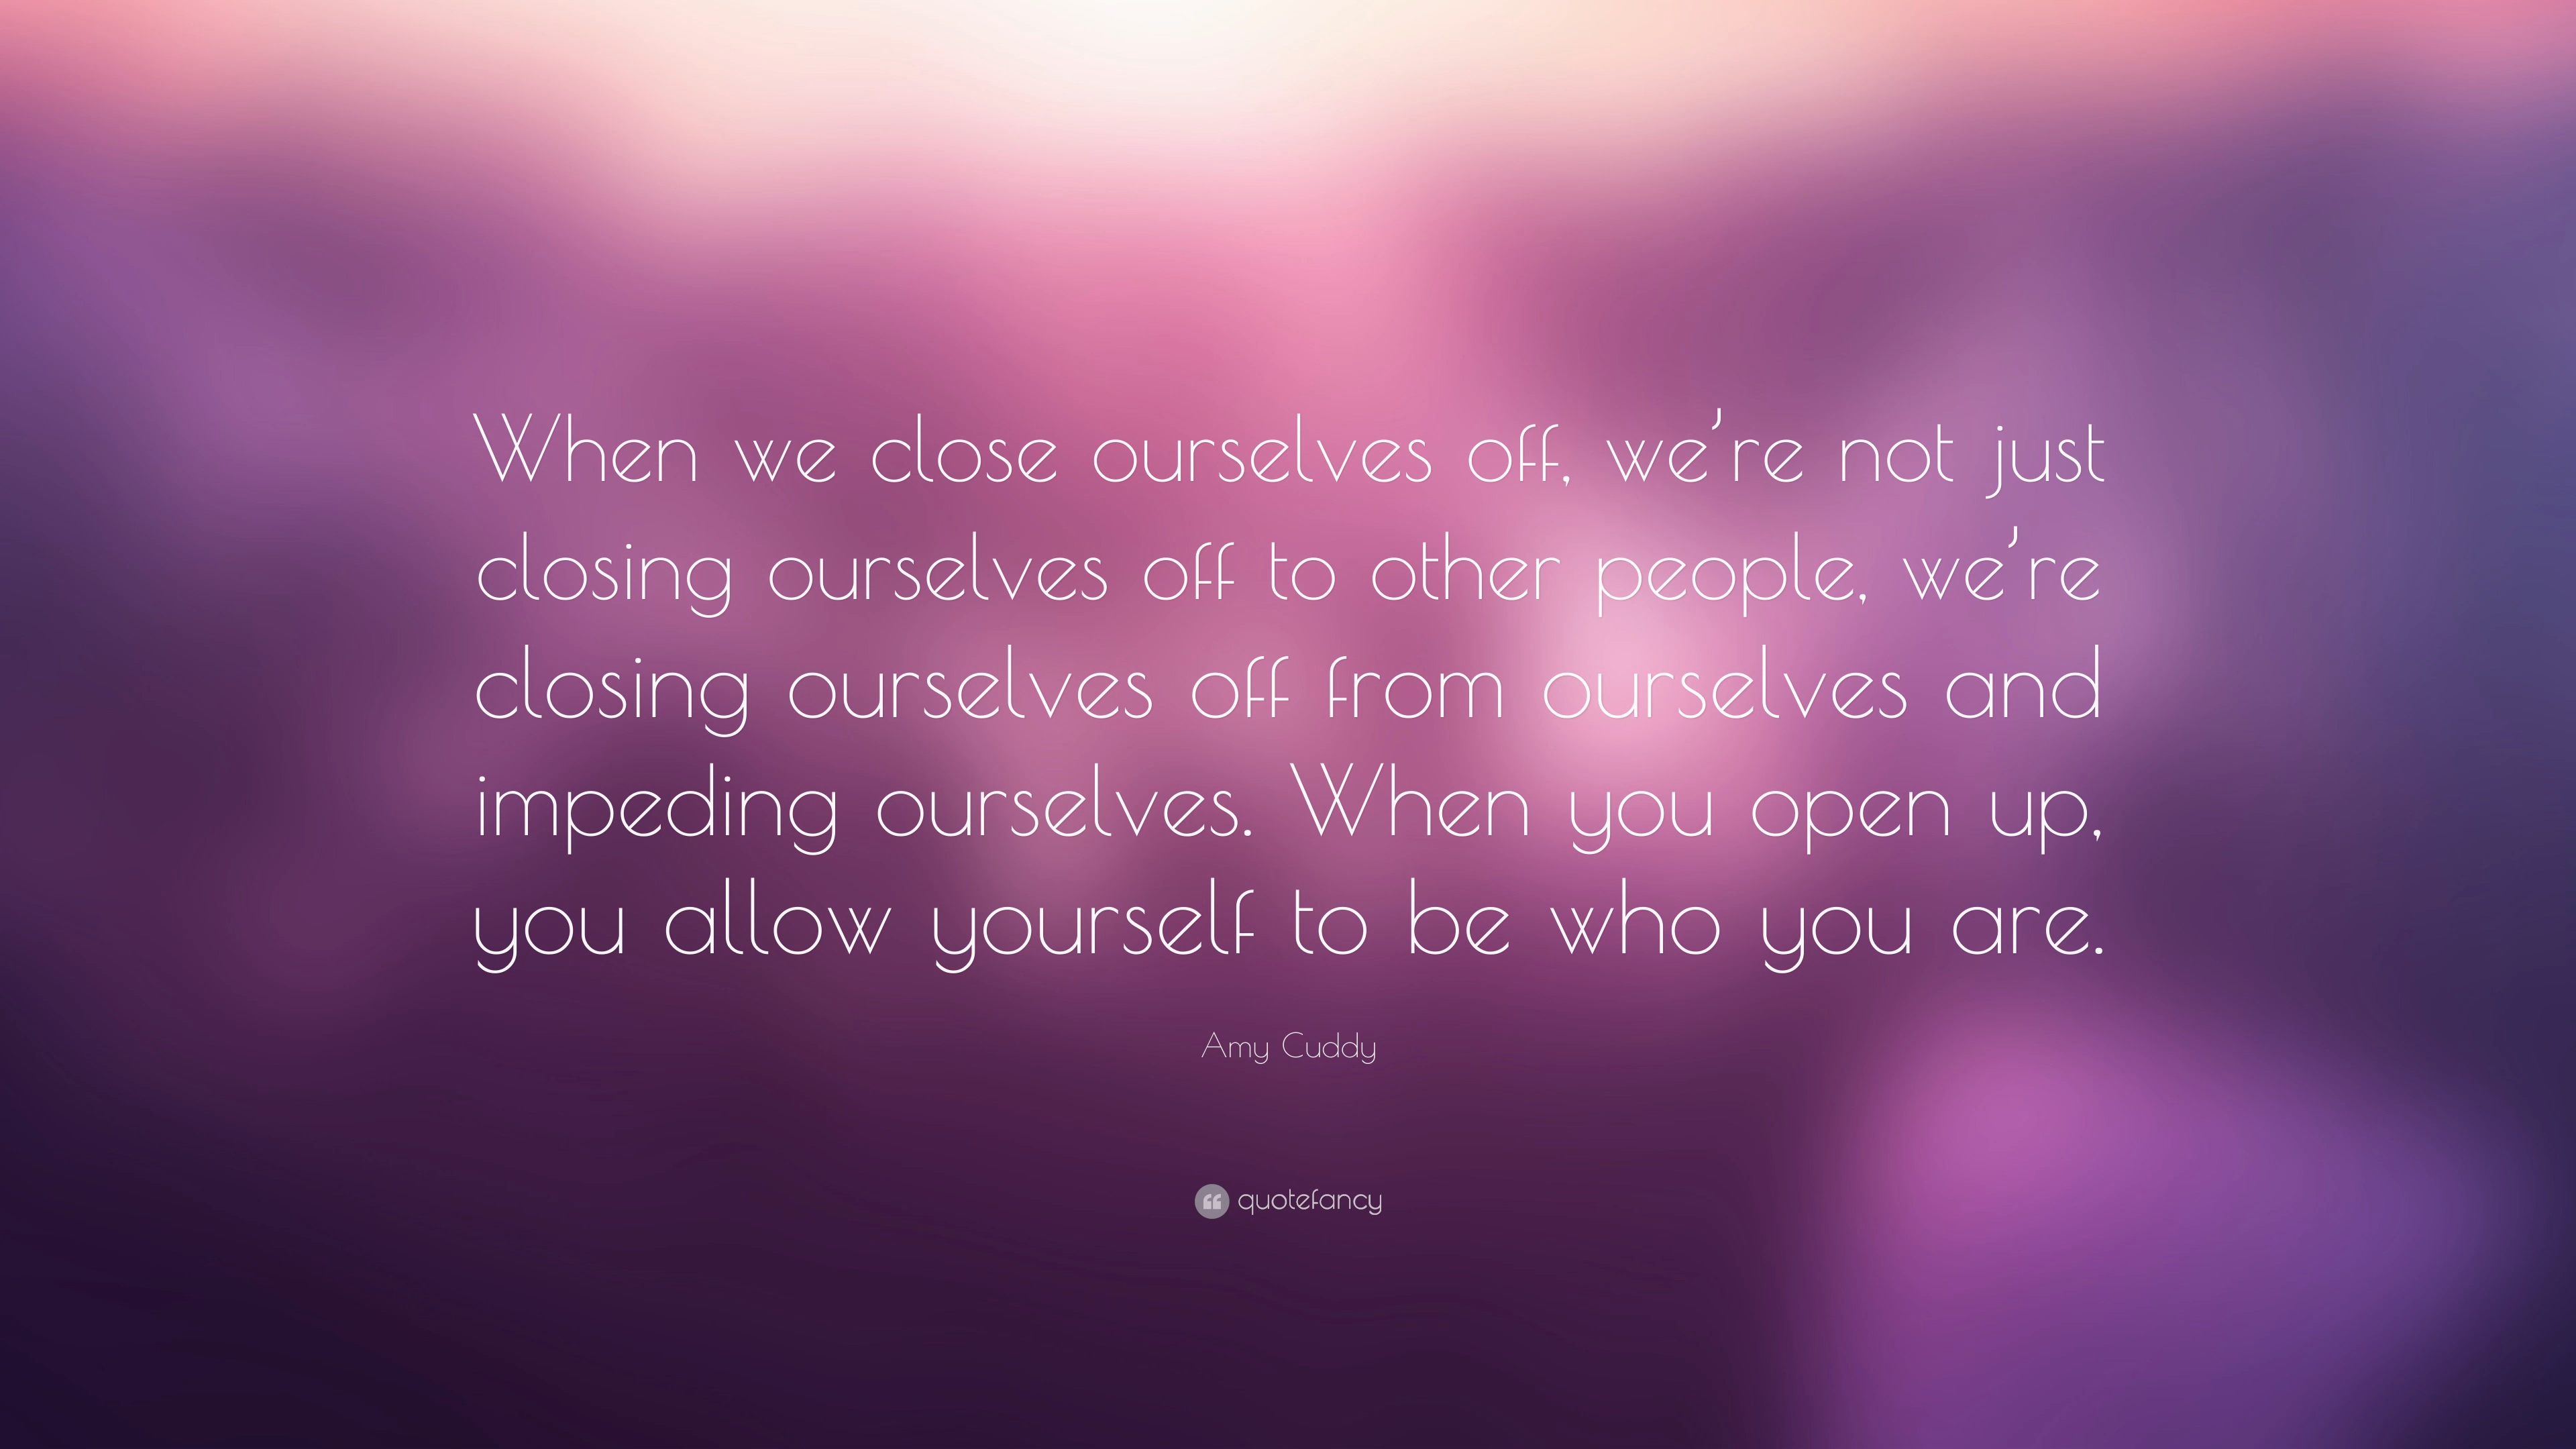 When we close ourselves off, we’re not just
closing ourselves off to other people, we’re
closing ourselves off from ourselves and
impeding ourselves. When you open up,
you allow yourself to be who you are.
Amy Cuddy
quotefancy